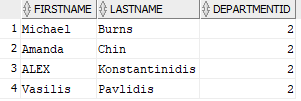 FIRSTNAME LASTNAME DEPARTMENTID
1 Michael Burns 2
2 Amanda Chin 2
3 ALEX Konstantinidis 2
4 Vasilis Pavlidis 2